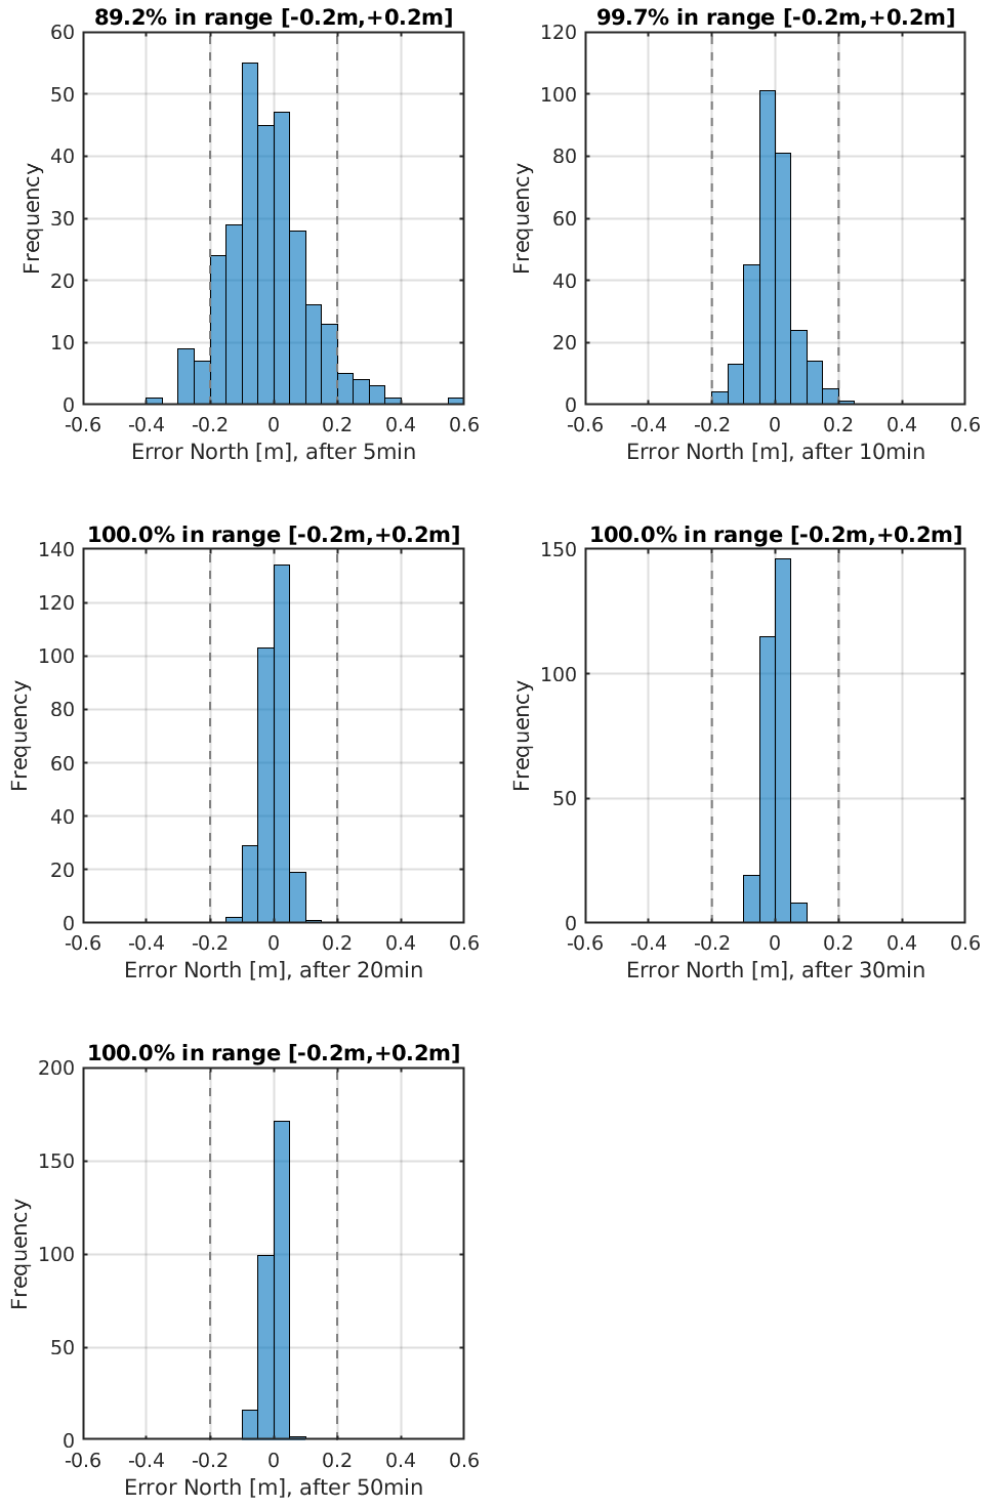 89.2% in range [-0.2m,+0.2m]
60
50
40
30
20
10
0
Frequency
-0.6 -0.4 -0.2 0 0.2 0.4 0.6
Error North [m], after 5min
99.7% in range [-0.2m,+0.2m]
120
100
80
60
40
20
0
Frequency
-0.6 -0.4 -0.2 0 0.2 0.4 0.6
Error North [m], after 10min
100.0% in range [-0.2m,+0.2m]
140
120
100
80
60
40
20
0
Frequency
-0.6 -0.4 -0.2 0 0.2 0.4 0.6
Error North [m], after 20min
100.0% in range [-0.2m,+0.2m]
150
100
50
0
Frequency
-0.6 -0.4 -0.2 0 0.2 0.4 0.6
Error North [m], after 30min
100.0% in range [-0.2m,+0.2m]
200
150
100
50
0
Frequency
-0.6 -0.4 -0.2 0 0.2 0.4 0.6
Error North [m], after 50min